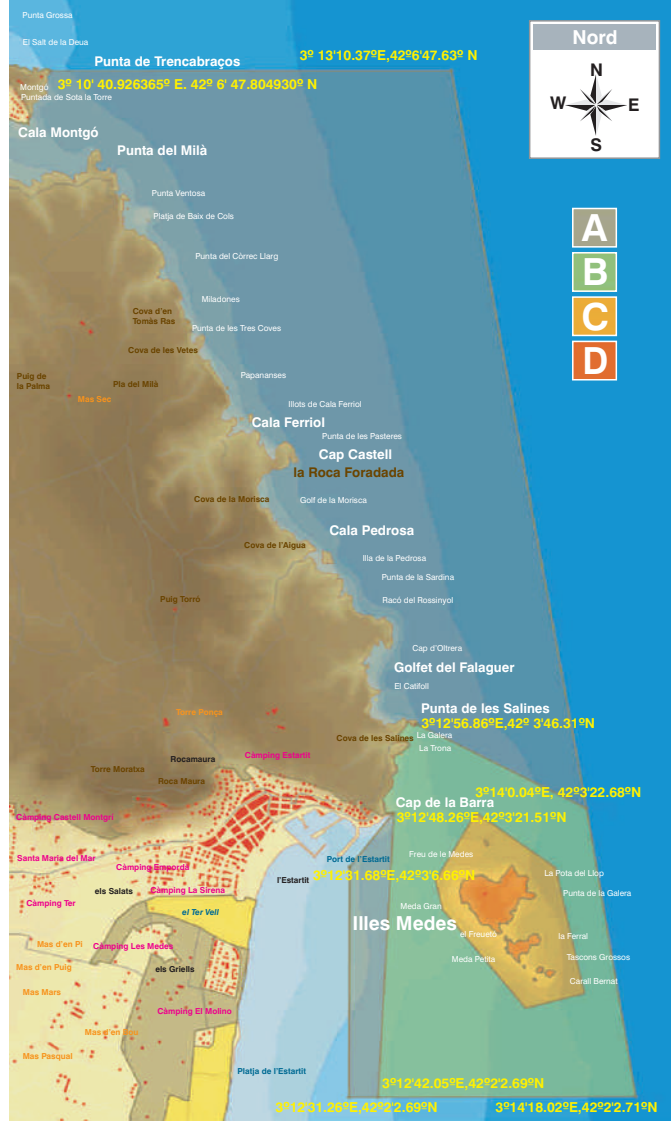 Punta Grossa
El Salt de la Deua
Nord
Punta de Trencabraços
3º 13'10.37ºE,42º6'47.63º N
Montgó
3º 10' 40.926365º E. 42º 6' 47.804930º N
Puntada de Sota la Torre
N
W
E
S
Cala Montgó
Punta del Milà
Punta Ventosa
Platja de Baix de Cols
A
B
C
D
Punta del Còrrec Llarg
Miladones
Cova d'en
Tomàs Ras
Punta de les Tres Coves
Cova de les Vetes
Puig de
la Palma
Pla del Milà
Papananses
Mas Sec
Illots de Cala Ferriol
Cala Ferriol
Punta de les Pasteres
Cap Castell
la Roca Foradada
Cova de la Morisca
Golf de la Morisca
Cala Pedrosa
Cova de l'Aigua
Illa de la Pedrosa
Punta de la Sardina
Puig Torró
Racó del Rossinyol
Cap d'Oltrera
Golfet del Falaguer
El Catifoll
Punta de les Salines
Torre Ponça
3º12'56.86ºE,42º 3'46.31ºN
Cova de les Salines
La Galera
La Trona
Rocamaura
Càmping Estartit
Torre Moratxa
Roca Maura
3º14'0.04ºE, 42º3'22.68ºN
Cap de la Barra
3º12'48.26ºE,42º3'21.51ºN
Càmping Castell Montgrí
Santa Maria del Mar
Càmping Empordà
Port de l'Estartit
Freu de le Medes
3º12'31.68ºE,42º3'6.66ºN
La Pota del Llop
l'Estartit
els Salats
Càmping La Sirena
Punta de la Galera
Càmping Ter
el Ter Vell
Meda Gran
Illes Medes
el Freuetó
la Ferral
Mas d'en Pi
Càmping Les Medes
Meda Petita
Tascons Grossos
Mas d'en Puig
els Griells
Carall Bernat
Mas Mars
Càmping El Molino
Mas Pasqual
Platja de l'Estartit
3º12'42.05ºE,42º2'2.69ºN
3º12'31.26ºE,42º2'2.69ºN
3º14'18.02ºE,42º2'2.71ºN